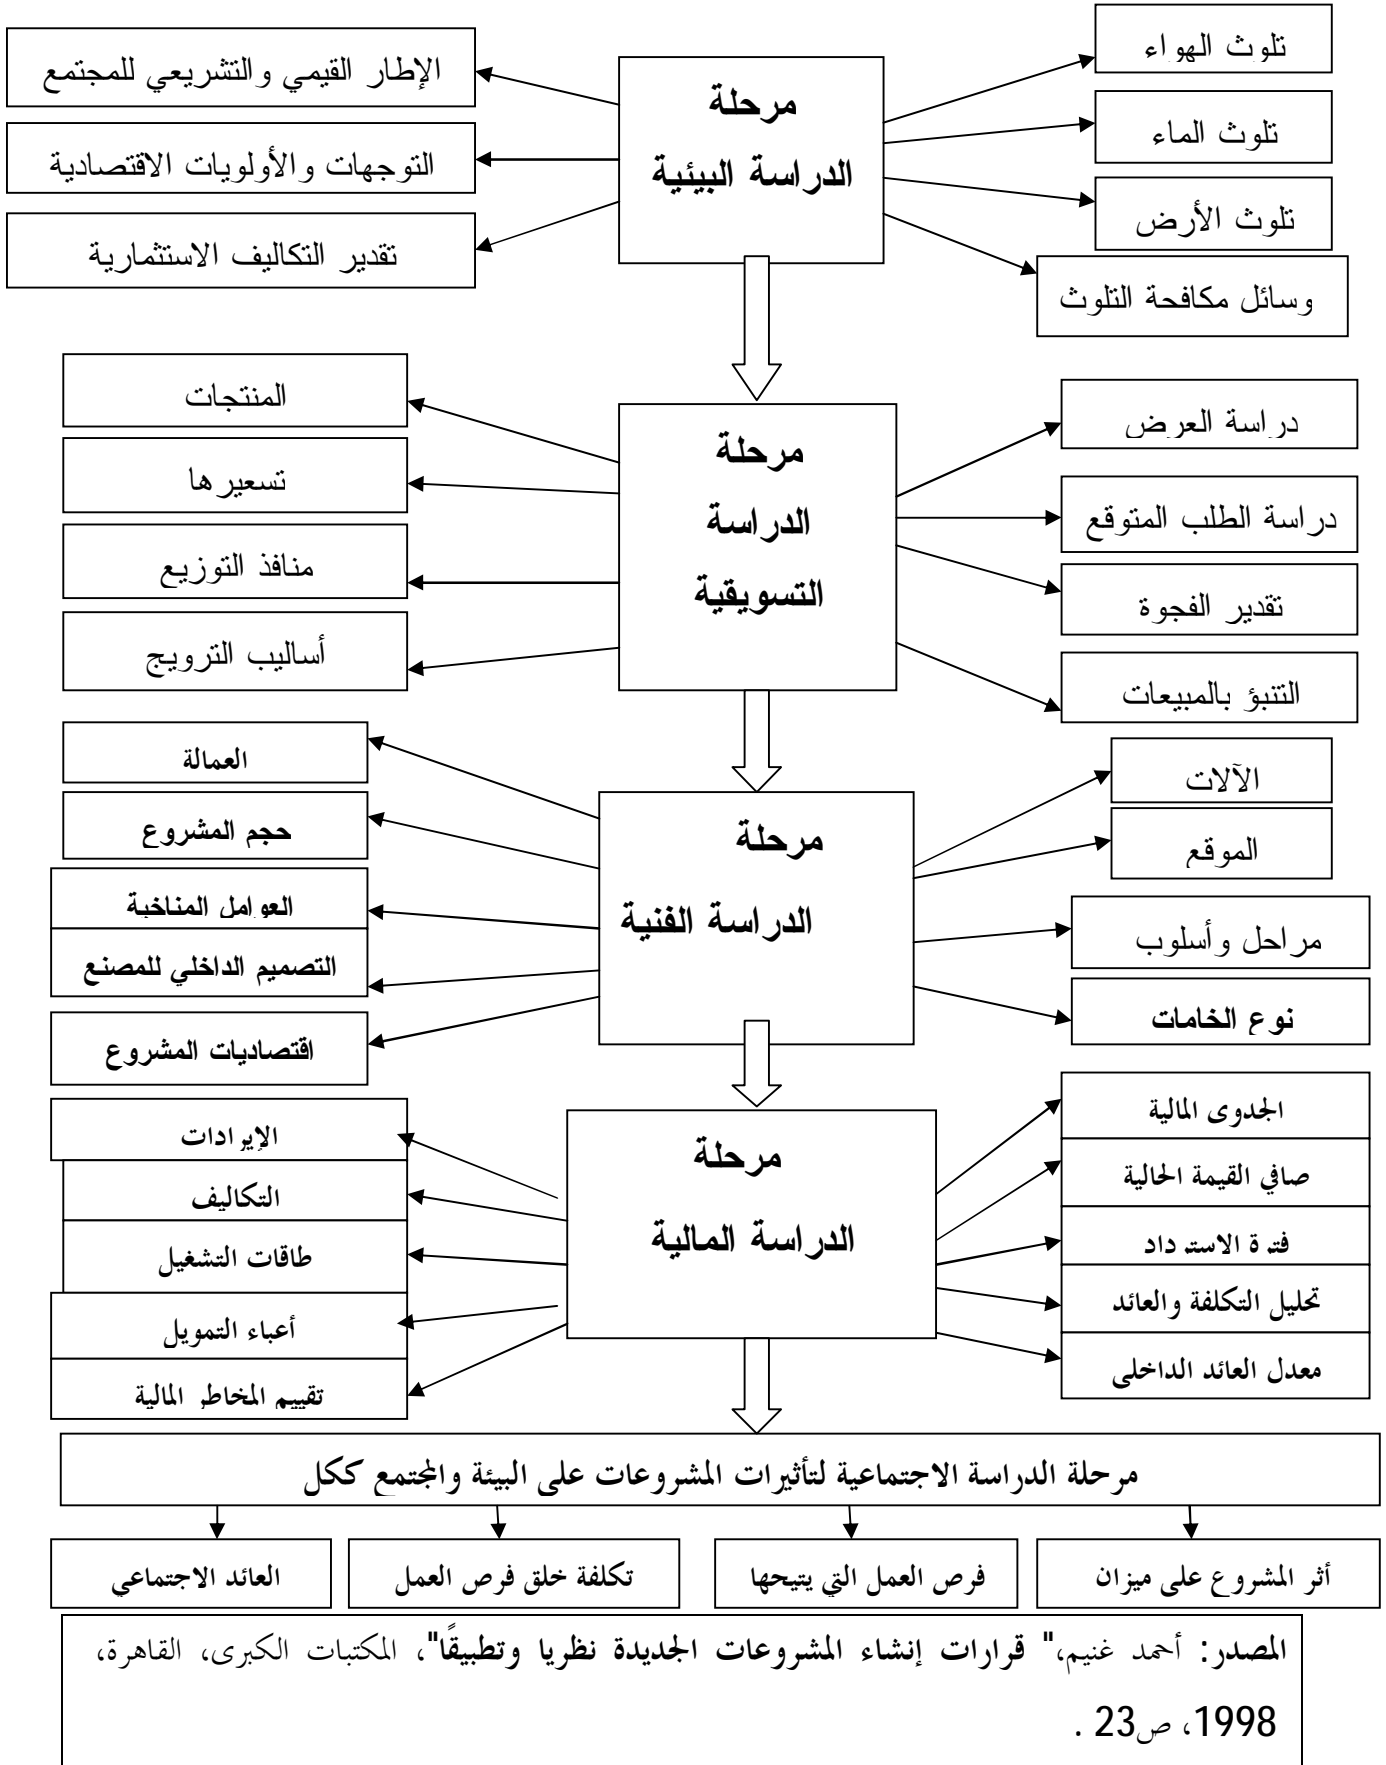 تلوث الهواء
تلوث الماء
تلوث الأرض
وسائل مكافحة التلوث
مرحلة
الدراسة البيئية
الإطار القيمي والتشريعي للمجتمع
التوجهات والأولويات الاقتصادية
تقدير التكاليف الاستثمارية
دراسة العرض
دراسة الطلب المتوقع
تقدير الفجوة
التنبؤ بالمبيعات
مرحلة
الدراسة
التسويقية
المنتجات
تسعيرها
منافذ التوزيع
أساليب الترويج
الآلات
الموقع
مراحل وأسلوب
نوع الخامات
مرحلة
الدراسة الفنية
العمالة
حجم المشروع
العوامل المناخية
التصميم الداخلي للمصنع
اقتصاديات المشروع
الجدوى المالية
صافي القيمة الحالية
فترة الاسترداد
تحليل التكلفة والعائد
معدل العائد الداخلي
مرحلة
الدراسة المالية
الإيرادات
التكاليف
طاقات التشغيل
أعباء التمويل
تقييم المخاطر المالية
مرحلة الدراسة الاجتماعية لتأثيرات المشروعات على البيئة والمجتمع ككل
أثر المشروع على ميزان
فرص العمل التي يتيحها
تكلفة خلق فرص العمل
العائد الاجتماعي
المصدر: أحمد غنيم،" قرارات إنشاء المشروعات الجديدة نظريا وتطبيقًا"، المكتبات الكبرى، القاهرة،
1998، ص23 .